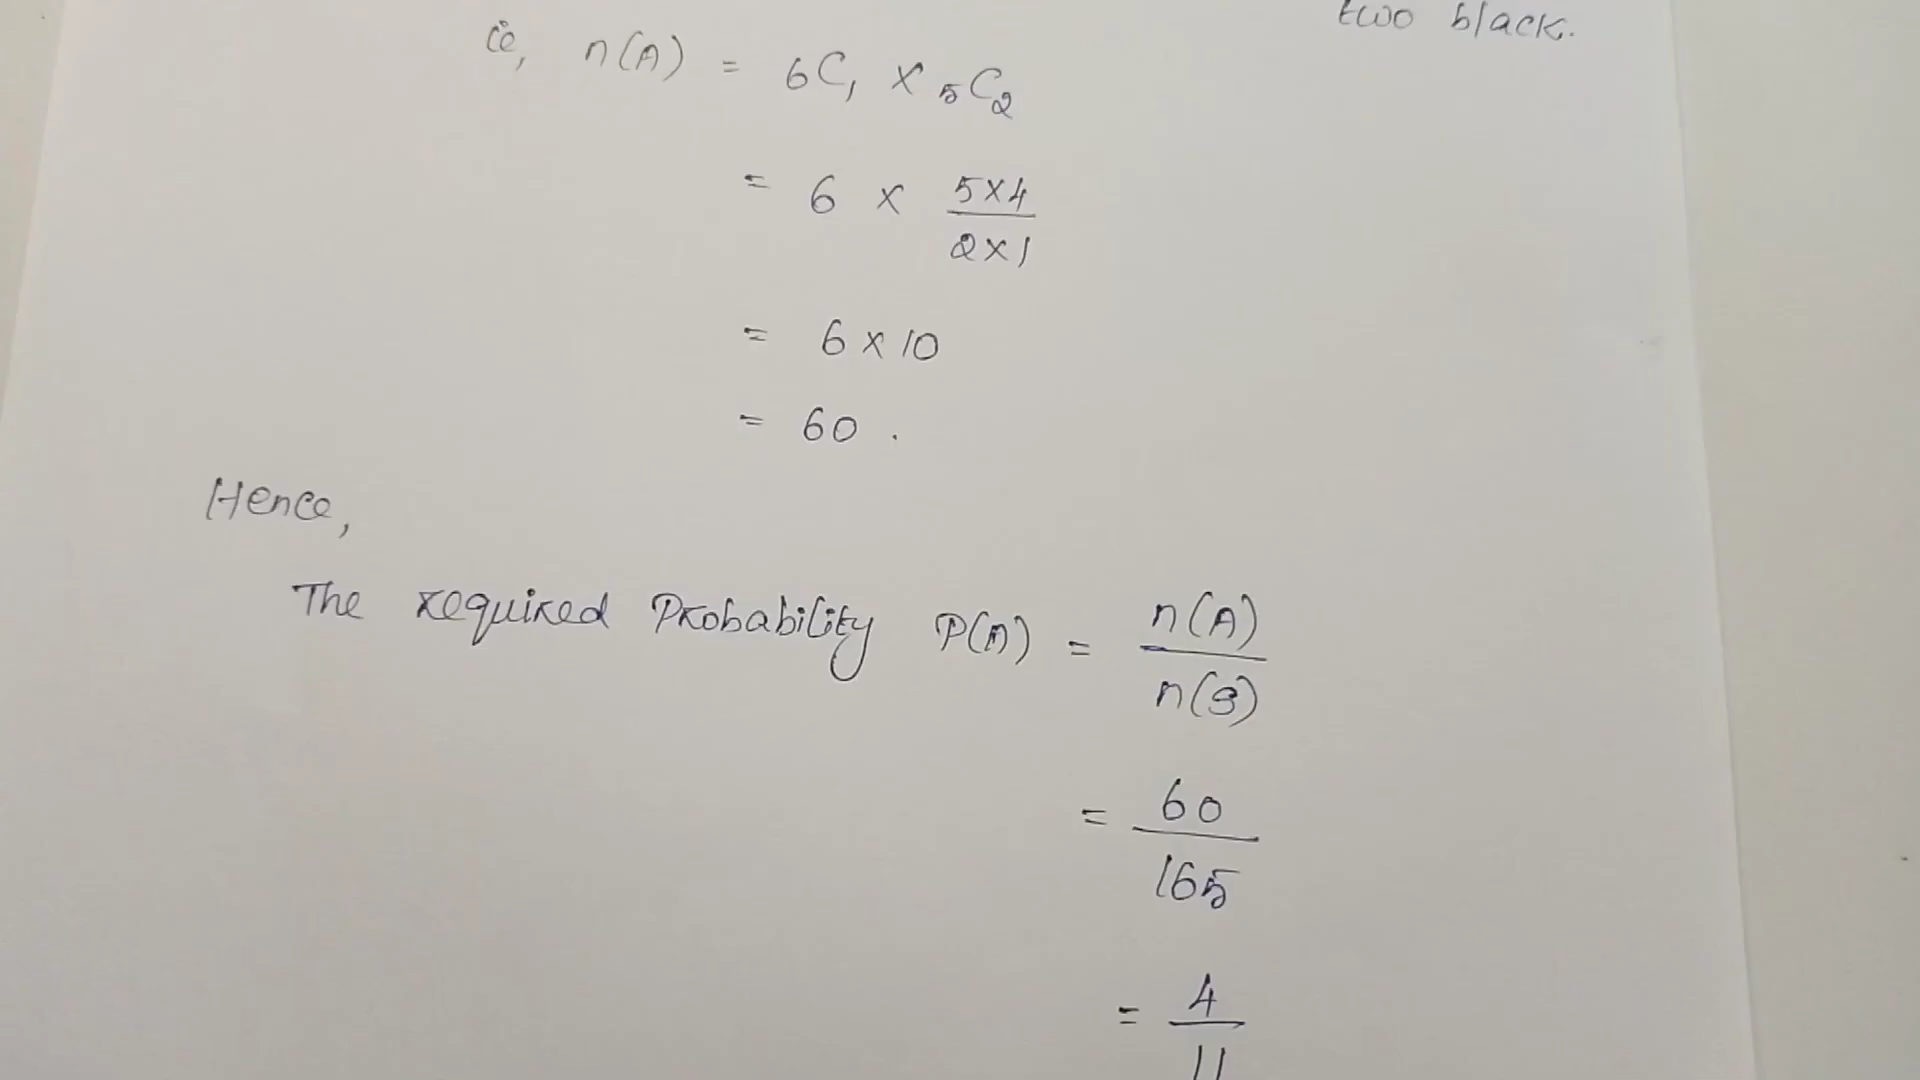 two black.
ie, n(A) = 6C1 × 5C2
= 6 × 5×4
2×1
= 6 × 10
= 60 .
Hence,
The required Probability P(A) = n(A)
n(S)
= 60
165
= 4
11